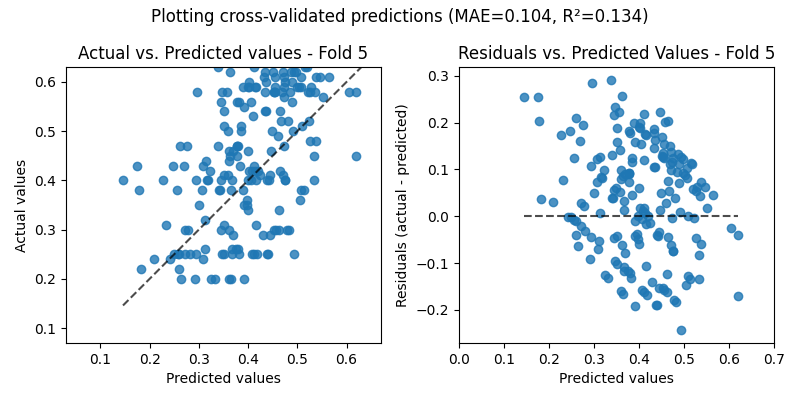 Plotting cross-validated predictions (MAE=0.104, R²=0.134)
Actual vs. Predicted values - Fold 5
Actual values
0.6
0.5
0.4
0.3
0.2
0.1
0.1 0.2 0.3 0.4 0.5 0.6
Predicted values
Residuals vs. Predicted Values - Fold 5
Residuals (actual - predicted)
0.3
0.2
0.1
0.0
−0.1
−0.2
0.0 0.1 0.2 0.3 0.4 0.5 0.6 0.7
Predicted values